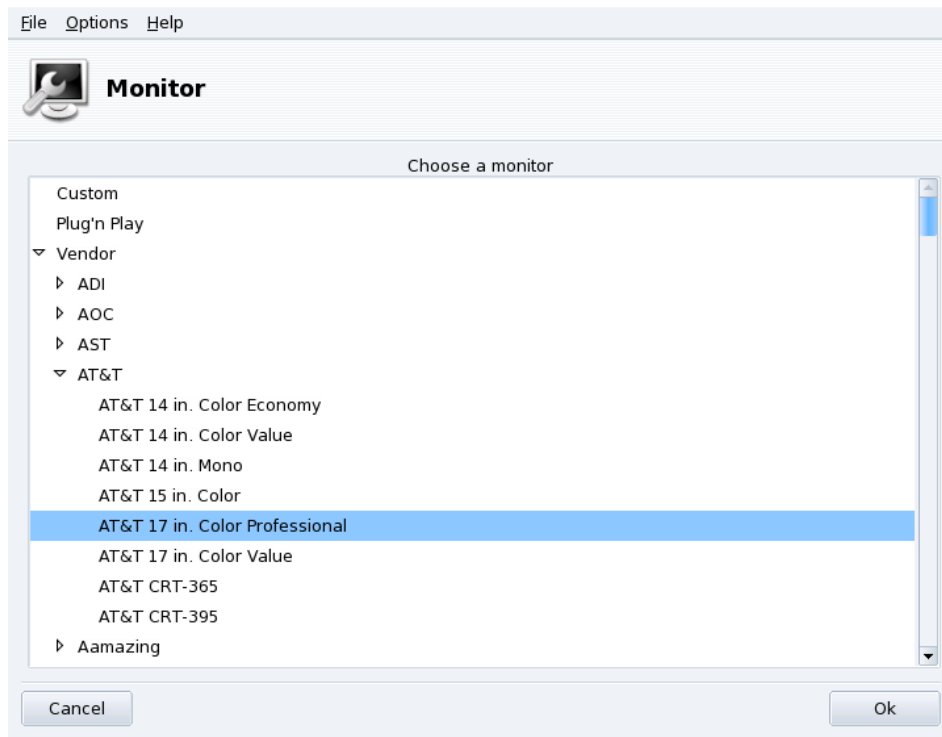 File Options Help
Monitor
Choose a monitor
Custom
Plug'n Play
Vendor
ADI
AOC
AST
AT&T
AT&T 14 in. Color Economy
AT&T 14 in. Color Value
AT&T 14 in. Mono
AT&T 15 in. Color
AT&T 17 in. Color Professional
AT&T 17 in. Color Value
AT&T CRT-365
AT&T CRT-395
Aamazing
Cancel Ok